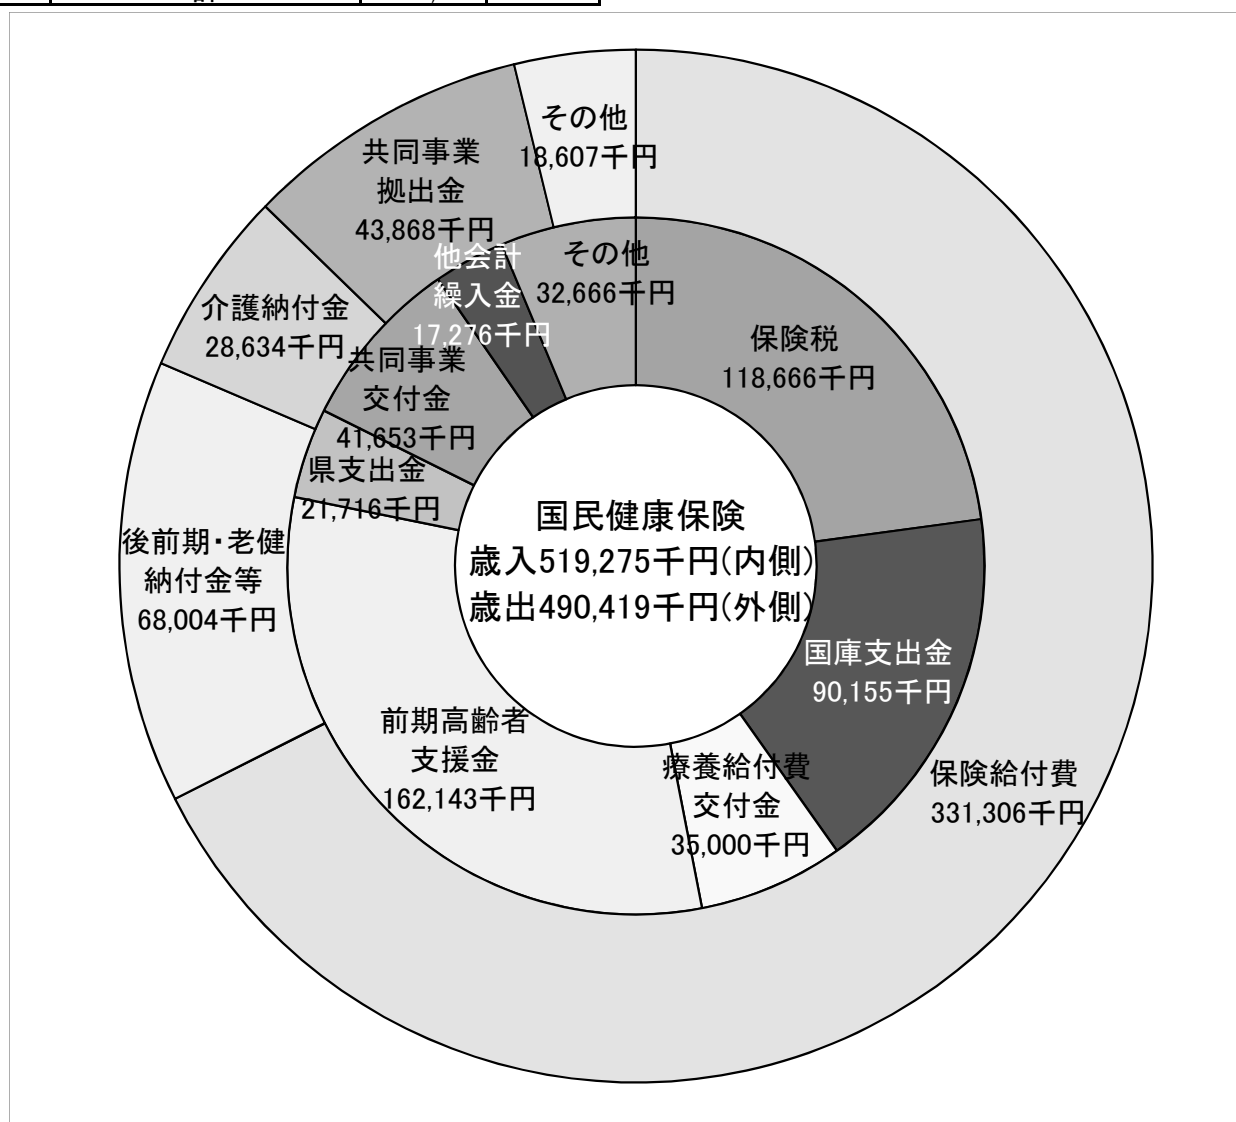 その他
18,607千円
共同事業
拠出金
43,868千円
介護納付金
28,634千円
後前期・老健
納付金等
68,004千円
保険給付費
331,306千円
その他
32,666千円
他会計
繰入金
17,276千円
共同事業
交付金
41,653千円
県支出金
21,716千円
前期高齢者
支援金
162,143千円
療養給付費
交付金
35,000千円
国庫支出金
90,155千円
保険税
118,666千円
国民健康保険
歳入519,275千円(内側)
歳出490,419千円(外側)